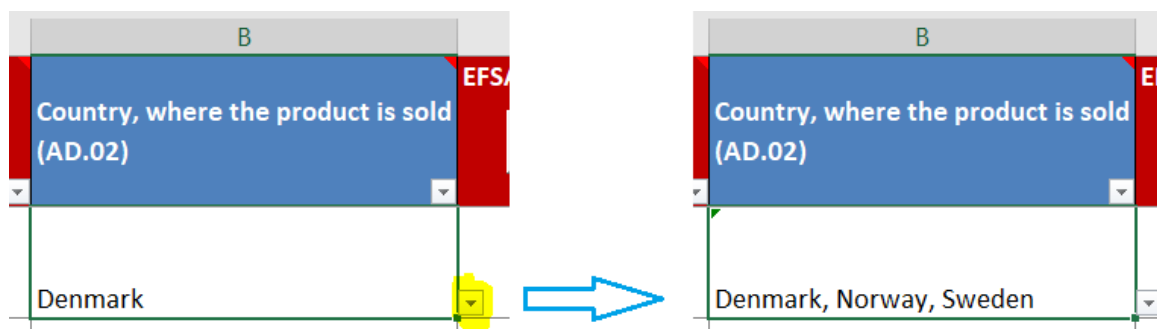 B
B
EFSA
Country, where the product is sold
(AD.02)
Denmark
Country, where the product is sold
(AD.02)
Denmark, Norway, Sweden